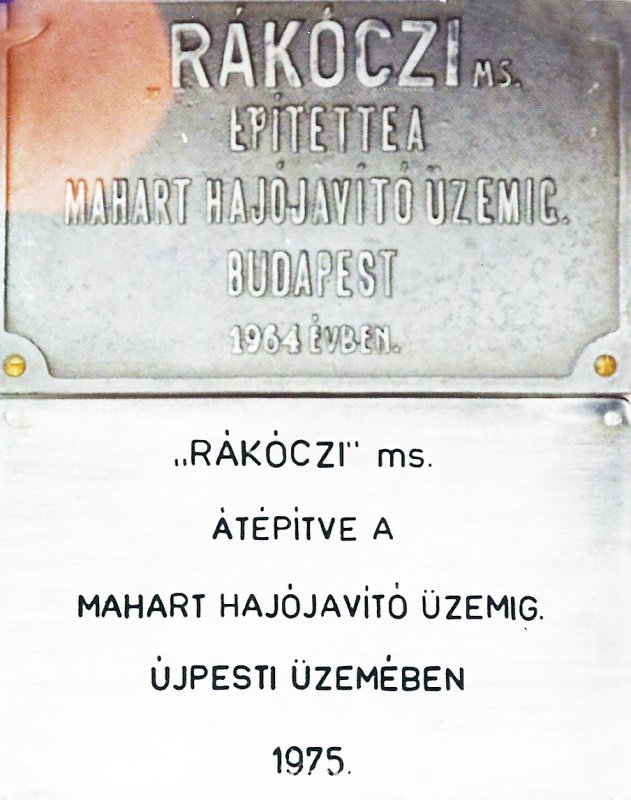 RÁKÓCZI MS.
ÉPÍTETTE A
MAHART HAJÓJAVÍTÓ ÜZEMIG.
BUDAPEST
1964 ÉVBEN.
„RÁKÓCZI" ms.
ÁTÉPÍTVE A
MAHART HAJÓJAVÍTÓ ÜZEMIG.
ÚJPESTI ÜZEMÉBEN
1975.